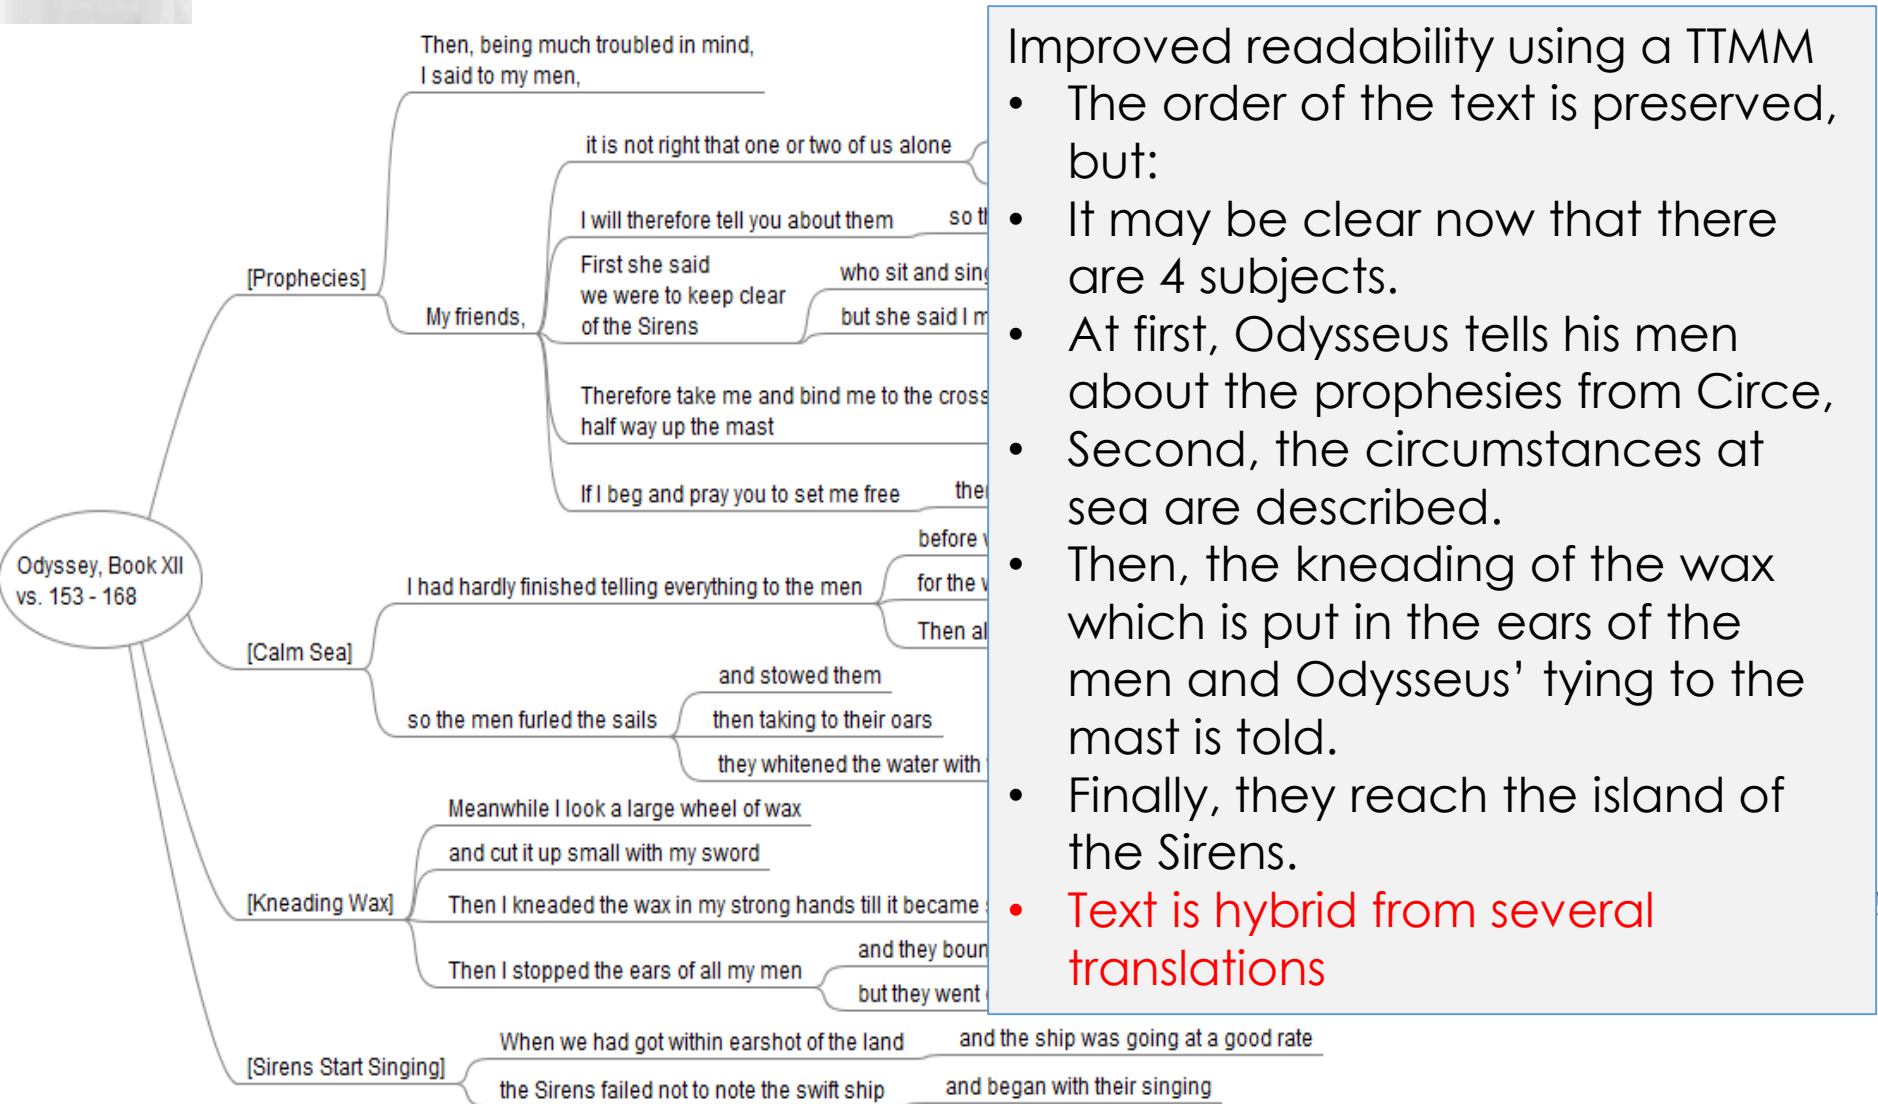 Then, being much troubled in mind,
I said to my men,
it is not right that one or two of us alone
I will therefore tell you about them
so th
[Prophecies]
My friends,
First she said
we were to keep clear
of the Sirens
who sit and sing
but she said I m
Therefore take me and bind me to the cross
half way up the mast
If I beg and pray you to set me free
then
Odyssey, Book XII
vs. 153 - 168
I had hardly finished telling everything to the men
before w
for the w
Then al
[Calm Sea]
so the men furled the sails
and stowed them
then taking to their oars
they whitened the water with
[Kneading Wax]
Meanwhile I look a large wheel of wax
and cut it up small with my sword
Then I kneaded the wax in my strong hands till it became s
Then I stopped the ears of all my men
and they boun
but they went
[Sirens Start Singing]
When we had got within earshot of the land
and the ship was going at a good rate
the Sirens failed not to note the swift ship
and began with their singing
Improved readability using a TTMM
• The order of the text is preserved,
but:
• It may be clear now that there
are 4 subjects.
• At first, Odysseus tells his men
about the prophesies from Circe,
• Second, the circumstances at
sea are described.
• Then, the kneading of the wax
which is put in the ears of the
men and Odysseus’ tying to the
mast is told.
• Finally, they reach the island of
the Sirens.
• Text is hybrid from several
translations